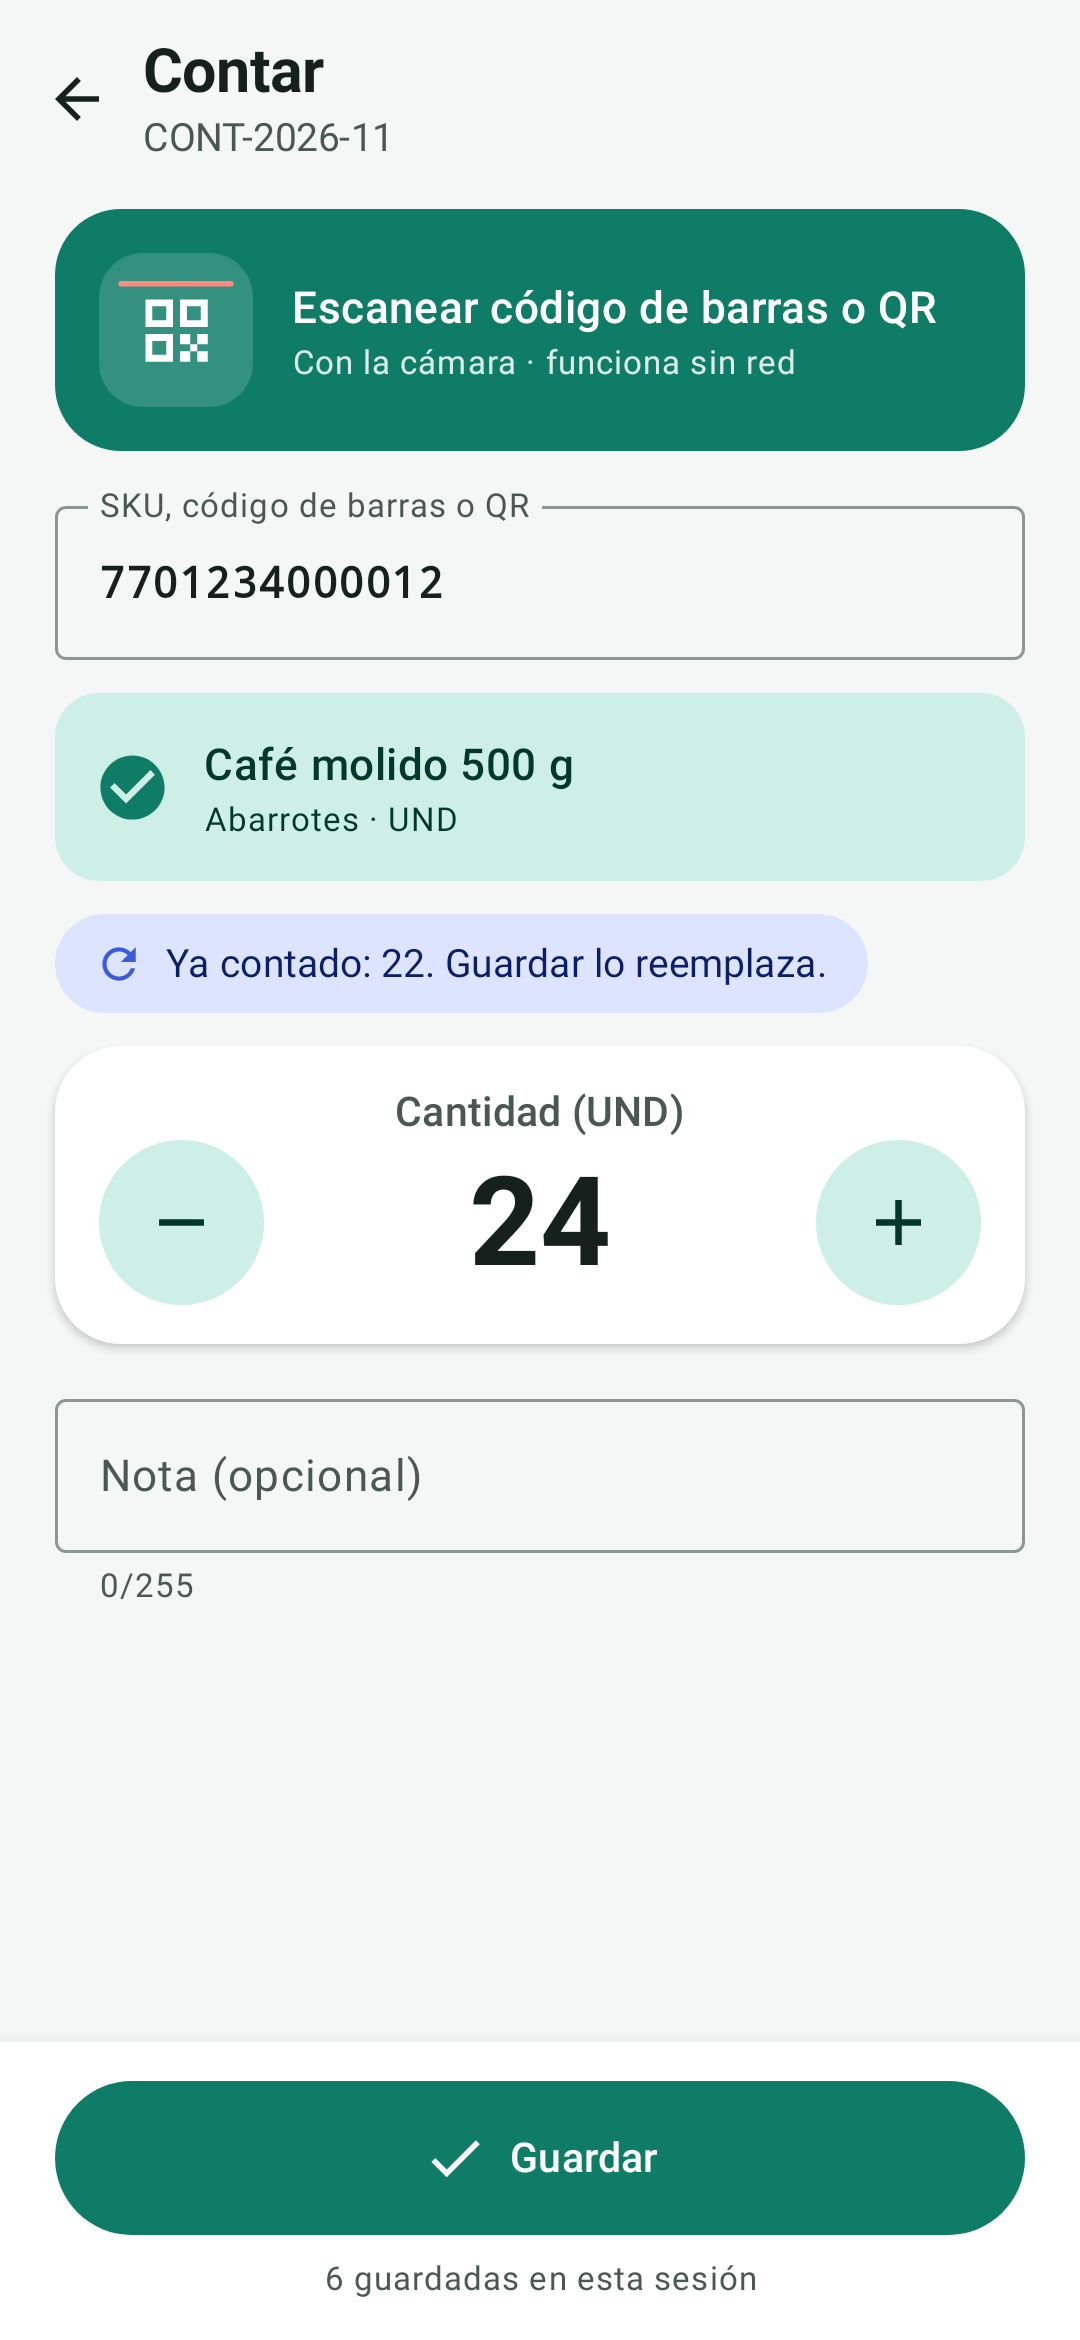 Contar
CONT-2026-11
Escanear código de barras o QR
Con la cámara · funciona sin red
SKU, código de barras o QR
7701234000012
Café molido 500 g
Abarrotes · UND
Ya contado: 22. Guardar lo reemplaza.
Cantidad (UND)
24
Nota (opcional)
0/255
Guardar
6 guardadas en esta sesión